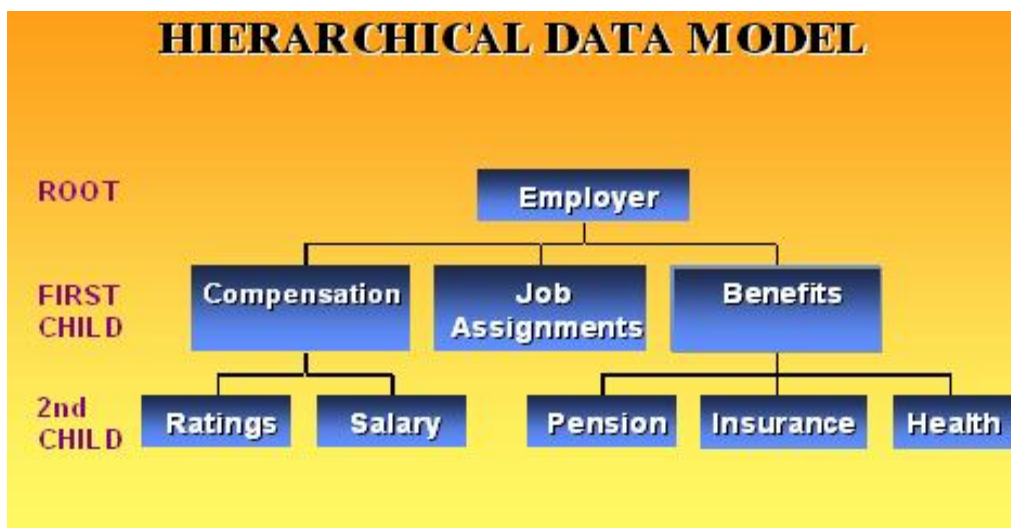 HIERARCHICAL DATA MODEL
ROOT
Employer
FIRST
CHILD
Compensation
Job
Assignments
Benefits
2nd
CHILD
Ratings
Salary
Pension
Insurance
Health